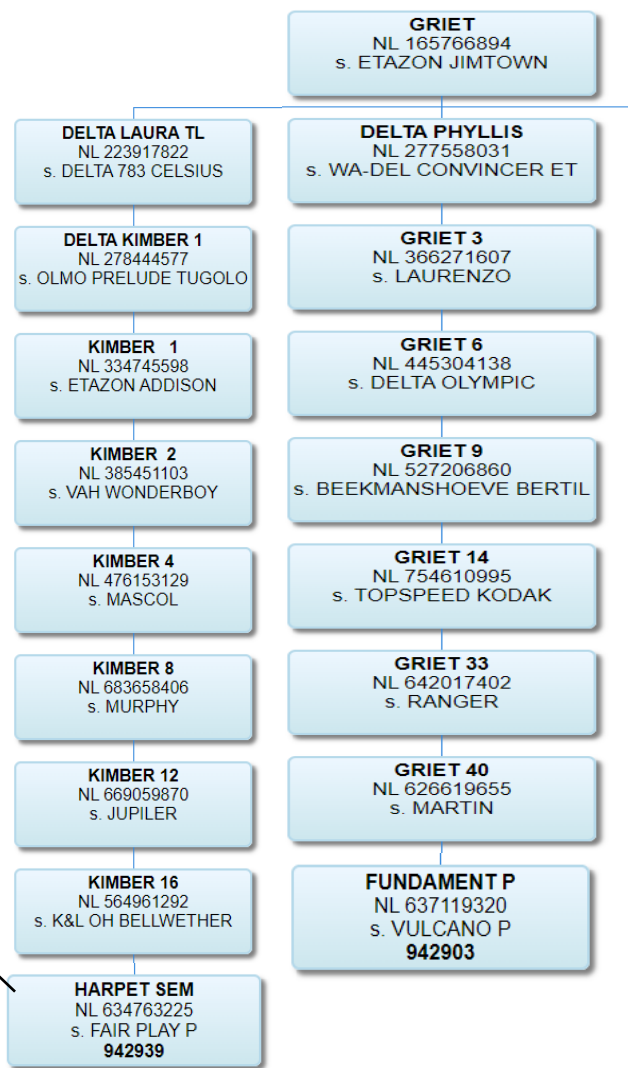 GRIET
NL 165766894
s. ETAZON JIMTOWN
DELTA LAURA TL
NL 223917822
s. DELTA 783 CELSIUS
DELTA KIMBER 1
NL 278444577
s. OLMO PRELUDE TUGOLO
KIMBER 1
NL 334745598
s. ETAZON ADDISON
KIMBER 2
NL 385451103
s. VAH WONDERBOY
KIMBER 4
NL 476153129
s. MASCOL
KIMBER 8
NL 683658406
s. MURPHY
KIMBER 12
NL 669059870
s. JUPILER
KIMBER 16
NL 564961292
s. K&L OH BELLWETHER
HARPET SEM
NL 634763225
s. FAIR PLAY P
942939
DELTA PHYLLIS
NL 277558031
s. WA-DEL CONVINCER ET
GRIET 3
NL 366271607
s. LAURENZO
GRIET 6
NL 445304138
s. DELTA OLYMPIC
GRIET 9
NL 527206860
s. BEEKMANSHOEVE BERTIL
GRIET 14
NL 754610995
s. TOPSPEED KODAK
GRIET 33
NL 642017402
s. RANGER
GRIET 40
NL 626619655
s. MARTIN
FUNDAMENT P
NL 637119320
s. VULCANO P
942903